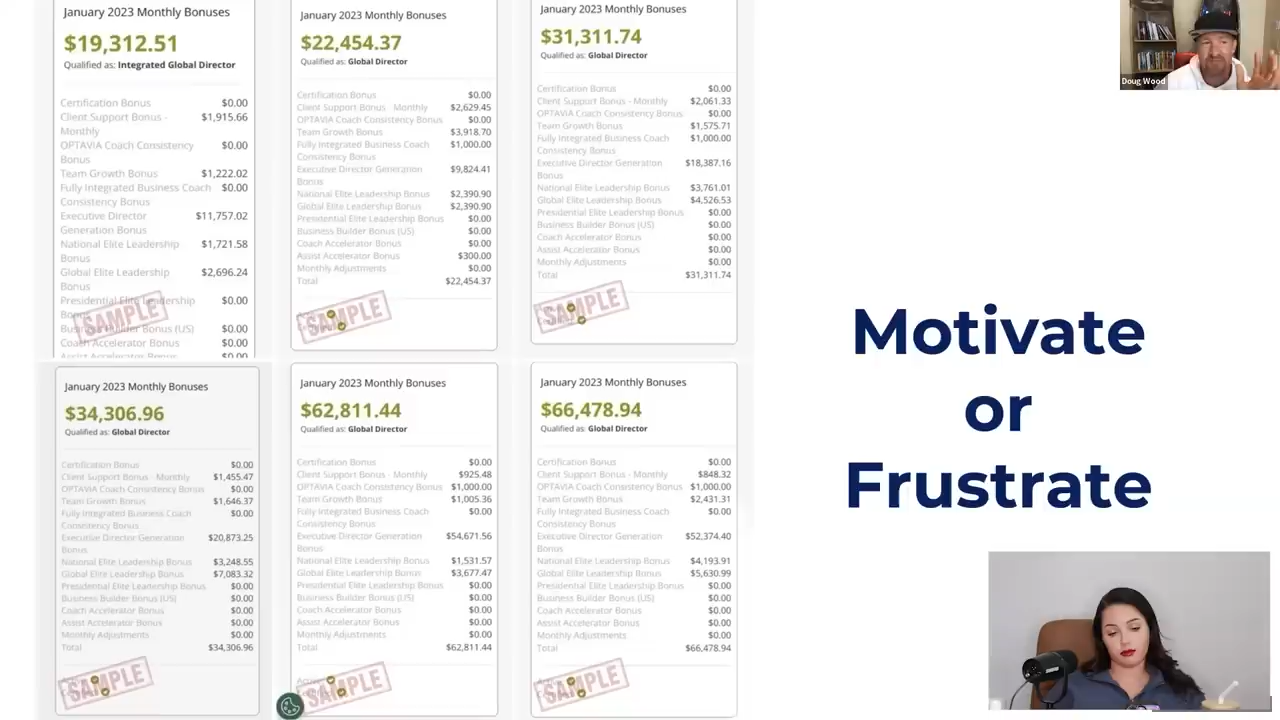 January 2023 Monthly Bonuses
$19,312.51
Qualified as: Integrated Global Director
Certification Bonus $0.00
Client Support Bonus - $1,915.66
Monthly
OPTAVIA Coach Consistency $0.00
Bonus
Team Growth Bonus $1,222.02
Fully Integrated Business Coach $0.00
Consistency Bonus
Executive Director $11,757.02
Generation Bonus
National Elite Leadership $1,721.58
Bonus
Global Elite Leadership $2,696.24
Bonus
Presidential Elite Leadership $0.00
Bonus
Business Builder Bonus (US) $0.00
Coach Accelerator Bonus $0.00
Assist Accelerator Bonus $0.00
SAMPLE
January 2023 Monthly Bonuses
$22,454.37
Qualified as: Global Director
Certification Bonus $0.00
Client Support Bonus - Monthly $2,629.45
OPTAVIA Coach Consistency Bonus $0.00
Team Growth Bonus $3,918.70
Fully Integrated Business Coach $1,000.00
Consistency Bonus
Executive Director Generation $9,824.41
Bonus
National Elite Leadership Bonus $2,390.90
Global Elite Leadership Bonus $2,390.90
Presidential Elite Leadership Bonus $0.00
Business Builder Bonus (US) $0.00
Coach Accelerator Bonus $0.00
Assist Accelerator Bonus $300.00
Monthly Adjustments $0.00
Total $22,454.37
SAMPLE
January 2023 Monthly Bonuses
$31,311.74
Qualified as: Global Director
Certification Bonus $0.00
Client Support Bonus - Monthly $2,061.33
OPTAVIA Coach Consistency Bonus $0.00
Team Growth Bonus $1,575.71
Fully Integrated Business Coach $1,000.00
Consistency Bonus
Executive Director Generation $18,387.16
Bonus
National Elite Leadership Bonus $3,761.01
Global Elite Leadership Bonus $4,526.53
Presidential Elite Leadership Bonus $0.00
Business Builder Bonus (US) $0.00
Coach Accelerator Bonus $0.00
Assist Accelerator Bonus $0.00
Monthly Adjustments $0.00
Total $31,311.74
SAMPLE
Doug Wood
January 2023 Monthly Bonuses
$34,306.96
Qualified as: Global Director
Certification Bonus $0.00
Client Support Bonus - Monthly $1,455.47
OPTAVIA Coach Consistency Bonus $0.00
Team Growth Bonus $1,646.37
Fully Integrated Business Coach $0.00
Consistency Bonus
Executive Director Generation $20,873.25
Bonus
National Elite Leadership Bonus $3,248.55
Global Elite Leadership Bonus $7,083.32
Presidential Elite Leadership Bonus $0.00
Business Builder Bonus (US) $0.00
Coach Accelerator Bonus $0.00
Assist Accelerator Bonus $0.00
Monthly Adjustments $0.00
Total $34,306.96
SAMPLE
January 2023 Monthly Bonuses
$62,811.44
Qualified as: Global Director
Certification Bonus $0.00
Client Support Bonus - Monthly $925.48
OPTAVIA Coach Consistency Bonus $1,000.00
Team Growth Bonus $1,005.36
Fully Integrated Business Coach $0.00
Consistency Bonus
Executive Director Generation $54,671.56
Bonus
National Elite Leadership Bonus $1,531.57
Global Elite Leadership Bonus $3,677.47
Presidential Elite Leadership Bonus $0.00
Business Builder Bonus (US) $0.00
Coach Accelerator Bonus $0.00
Assist Accelerator Bonus $0.00
Monthly Adjustments $0.00
Total $62,811.44
SAMPLE
January 2023 Monthly Bonuses
$66,478.94
Qualified as: Global Director
Certification Bonus $0.00
Client Support Bonus - Monthly $848.32
OPTAVIA Coach Consistency Bonus $1,000.00
Team Growth Bonus $2,431.31
Fully Integrated Business Coach $0.00
Consistency Bonus
Executive Director Generation $52,374.40
Bonus
National Elite Leadership Bonus $4,193.91
Global Elite Leadership Bonus $5,630.99
Presidential Elite Leadership Bonus $0.00
Business Builder Bonus (US) $0.00
Coach Accelerator Bonus $0.00
Assist Accelerator Bonus $0.00
Monthly Adjustments $0.00
Total $66,478.94
SAMPLE
Motivate
or
Frustrate